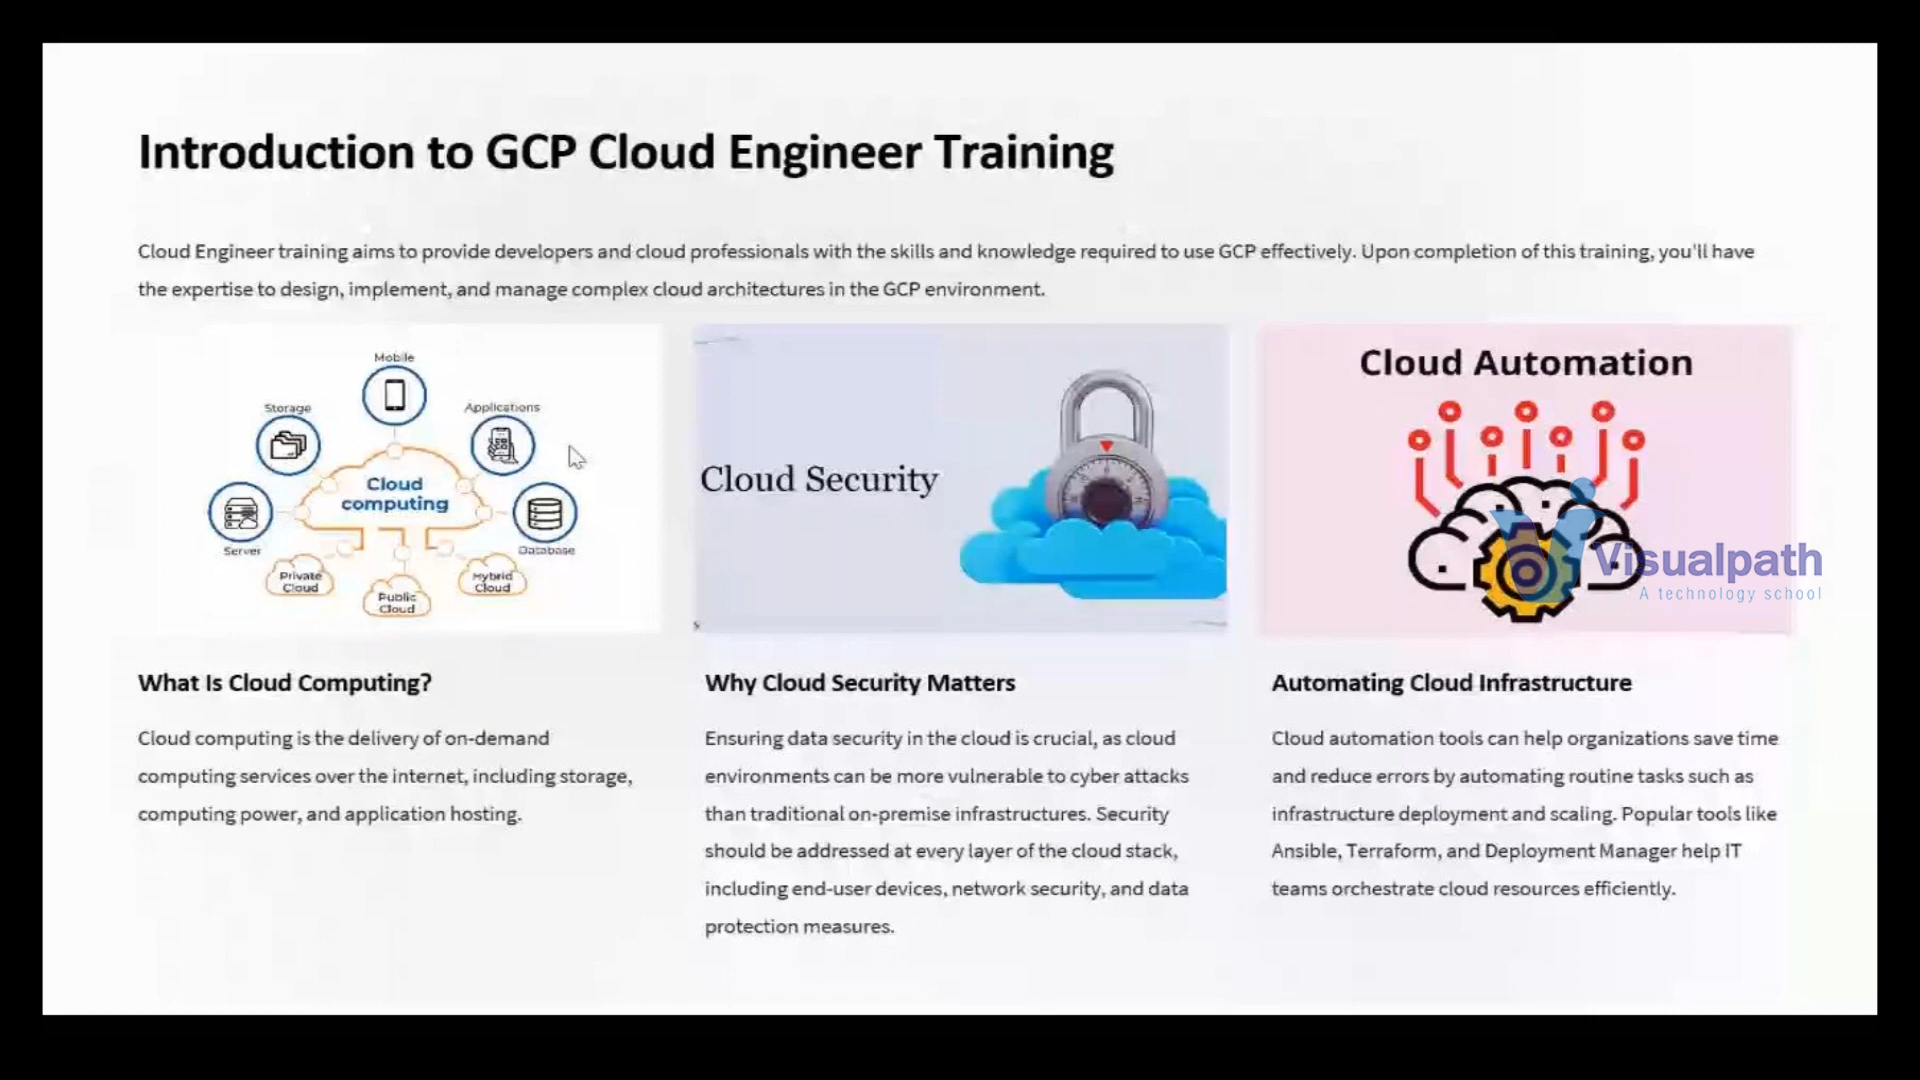 Introduction to GCP Cloud Engineer Training
Cloud Engineer training aims to provide developers and cloud professionals with the skills and knowledge required to use GCP effectively. Upon completion of this training, you'll have
the expertise to design, implement, and manage complex cloud architectures in the GCP environment.
Mobile
Storage
Applications
Cloud
computing
Server
Database
Private
Cloud
Public
Cloud
Hybrid
Cloud
Cloud Security
Cloud Automation
Visualpath
A technology school
What Is Cloud Computing?
Cloud computing is the delivery of on-demand
computing services over the internet, including storage,
computing power, and application hosting.
Why Cloud Security Matters
Ensuring data security in the cloud is crucial, as cloud
environments can be more vulnerable to cyber attacks
than traditional on-premise infrastructures. Security
should be addressed at every layer of the cloud stack,
including end-user devices, network security, and data
protection measures.
Automating Cloud Infrastructure
Cloud automation tools can help organizations save time
and reduce errors by automating routine tasks such as
infrastructure deployment and scaling. Popular tools like
Ansible, Terraform, and Deployment Manager help IT
teams orchestrate cloud resources efficiently.